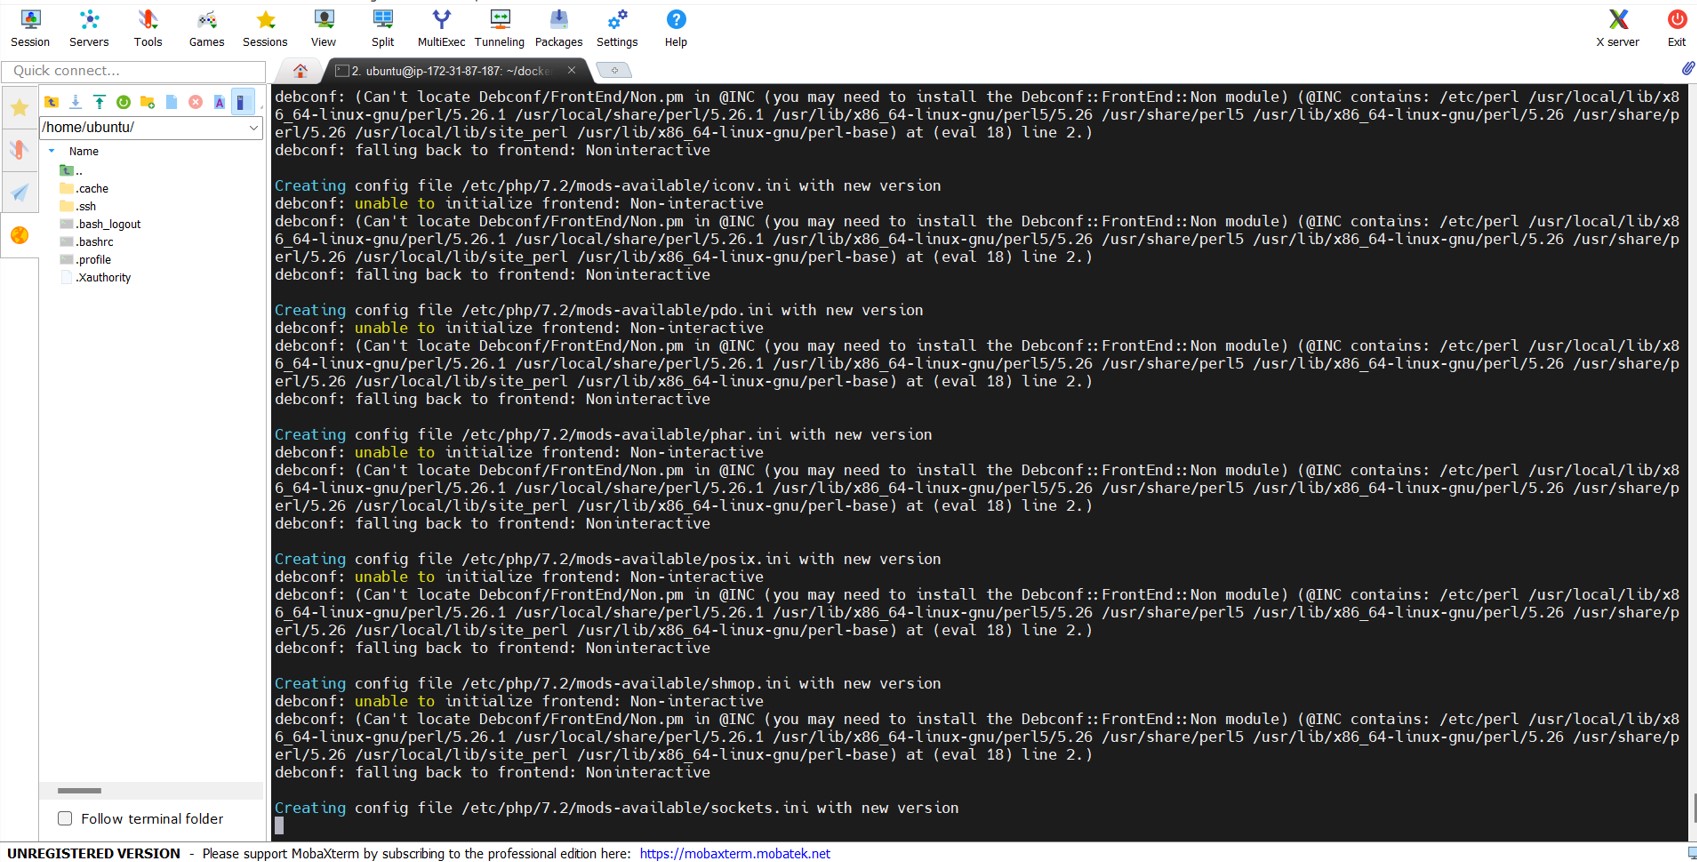 Session Servers Tools Games Sessions View Split MultiExec Tunneling Packages Settings Help X server Exit
Quick connect...
2. ubuntu@ip-172-31-87-187: ~/docke
/home/ubuntu/
Name
..
.cache
.ssh
.bash_logout
.bashrc
.profile
.Xauthority
Follow terminal folder
debconf: (Can't locate Debconf/FrontEnd/Non.pm in @INC (you may need to install the Debconf::FrontEnd::Non module) (@INC contains: /etc/perl /usr/local/lib/x8
6_64-linux-gnu/perl/5.26.1 /usr/local/share/perl/5.26.1 /usr/lib/x86_64-linux-gnu/perl5/5.26 /usr/share/perl5 /usr/lib/x86_64-linux-gnu/perl/5.26 /usr/share/p
erl/5.26 /usr/local/lib/site_perl /usr/lib/x86_64-linux-gnu/perl-base) at (eval 18) line 2.)
debconf: falling back to frontend: Noninteractive
Creating config file /etc/php/7.2/mods-available/iconv.ini with new version
debconf: unable to initialize frontend: Non-interactive
debconf: (Can't locate Debconf/FrontEnd/Non.pm in @INC (you may need to install the Debconf::FrontEnd::Non module) (@INC contains: /etc/perl /usr/local/lib/x8
6_64-linux-gnu/perl/5.26.1 /usr/local/share/perl/5.26.1 /usr/lib/x86_64-linux-gnu/perl5/5.26 /usr/share/perl5 /usr/lib/x86_64-linux-gnu/perl/5.26 /usr/share/p
erl/5.26 /usr/local/lib/site_perl /usr/lib/x86_64-linux-gnu/perl-base) at (eval 18) line 2.)
debconf: falling back to frontend: Noninteractive
Creating config file /etc/php/7.2/mods-available/pdo.ini with new version
debconf: unable to initialize frontend: Non-interactive
debconf: (Can't locate Debconf/FrontEnd/Non.pm in @INC (you may need to install the Debconf::FrontEnd::Non module) (@INC contains: /etc/perl /usr/local/lib/x8
6_64-linux-gnu/perl/5.26.1 /usr/local/share/perl/5.26.1 /usr/lib/x86_64-linux-gnu/perl5/5.26 /usr/share/perl5 /usr/lib/x86_64-linux-gnu/perl/5.26 /usr/share/p
erl/5.26 /usr/local/lib/site_perl /usr/lib/x86_64-linux-gnu/perl-base) at (eval 18) line 2.)
debconf: falling back to frontend: Noninteractive
Creating config file /etc/php/7.2/mods-available/phar.ini with new version
debconf: unable to initialize frontend: Non-interactive
debconf: (Can't locate Debconf/FrontEnd/Non.pm in @INC (you may need to install the Debconf::FrontEnd::Non module) (@INC contains: /etc/perl /usr/local/lib/x8
6_64-linux-gnu/perl/5.26.1 /usr/local/share/perl/5.26.1 /usr/lib/x86_64-linux-gnu/perl5/5.26 /usr/share/perl5 /usr/lib/x86_64-linux-gnu/perl/5.26 /usr/share/p
erl/5.26 /usr/local/lib/site_perl /usr/lib/x86_64-linux-gnu/perl-base) at (eval 18) line 2.)
debconf: falling back to frontend: Noninteractive
Creating config file /etc/php/7.2/mods-available/posix.ini with new version
debconf: unable to initialize frontend: Non-interactive
debconf: (Can't locate Debconf/FrontEnd/Non.pm in @INC (you may need to install the Debconf::FrontEnd::Non module) (@INC contains: /etc/perl /usr/local/lib/x8
6_64-linux-gnu/perl/5.26.1 /usr/local/share/perl/5.26.1 /usr/lib/x86_64-linux-gnu/perl5/5.26 /usr/share/perl5 /usr/lib/x86_64-linux-gnu/perl/5.26 /usr/share/p
erl/5.26 /usr/local/lib/site_perl /usr/lib/x86_64-linux-gnu/perl-base) at (eval 18) line 2.)
debconf: falling back to frontend: Noninteractive
Creating config file /etc/php/7.2/mods-available/shmop.ini with new version
debconf: unable to initialize frontend: Non-interactive
debconf: (Can't locate Debconf/FrontEnd/Non.pm in @INC (you may need to install the Debconf::FrontEnd::Non module) (@INC contains: /etc/perl /usr/local/lib/x8
6_64-linux-gnu/perl/5.26.1 /usr/local/share/perl/5.26.1 /usr/lib/x86_64-linux-gnu/perl5/5.26 /usr/share/perl5 /usr/lib/x86_64-linux-gnu/perl/5.26 /usr/share/p
erl/5.26 /usr/local/lib/site_perl /usr/lib/x86_64-linux-gnu/perl-base) at (eval 18) line 2.)
debconf: falling back to frontend: Noninteractive
Creating config file /etc/php/7.2/mods-available/sockets.ini with new version
UNREGISTERED VERSION - Please support MobaXterm by subscribing to the professional edition here: https://mobaxterm.mobatek.net